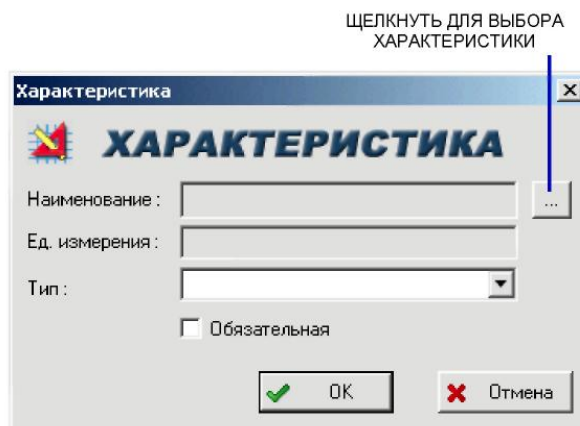 ЩЕЛКНУТЬ ДЛЯ ВЫБОРА
ХАРАКТЕРИСТИКИ
Характеристика
ХАРАКТЕРИСТИКА
Наименование :
...
Ед. измерения :
Тип :
Обязательная
OK
Отмена